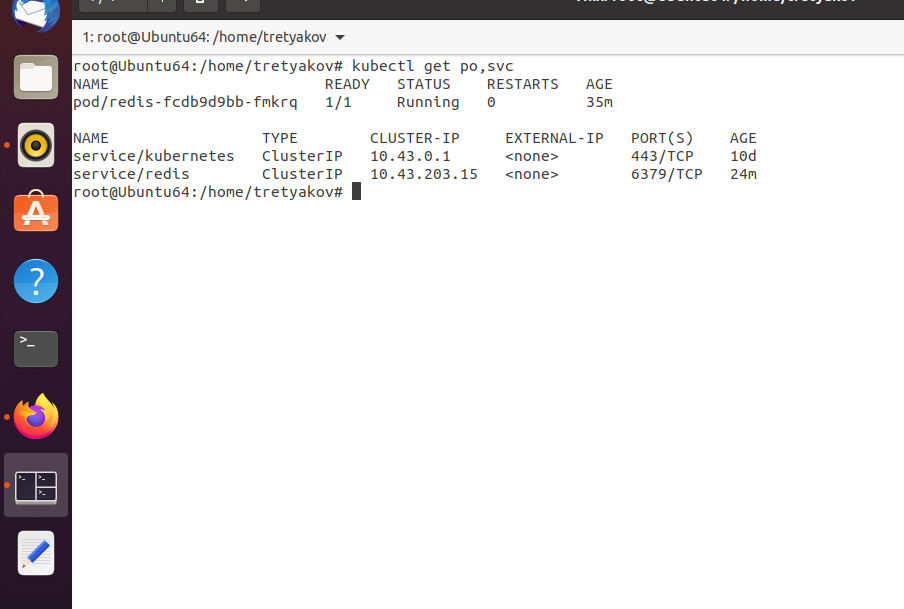 1: root@Ubuntu64: /home/tretyakov
root@Ubuntu64:/home/tretyakov# kubectl get po,svc
NAME READY STATUS RESTARTS AGE
pod/redis-fcdb9d9bb-fmkrq 1/1 Running 0 35m
NAME TYPE CLUSTER-IP EXTERNAL-IP PORT(S) AGE
service/kubernetes ClusterIP 10.43.0.1 <none> 443/TCP 10d
service/redis ClusterIP 10.43.203.15 <none> 6379/TCP 24m
root@Ubuntu64:/home/tretyakov#